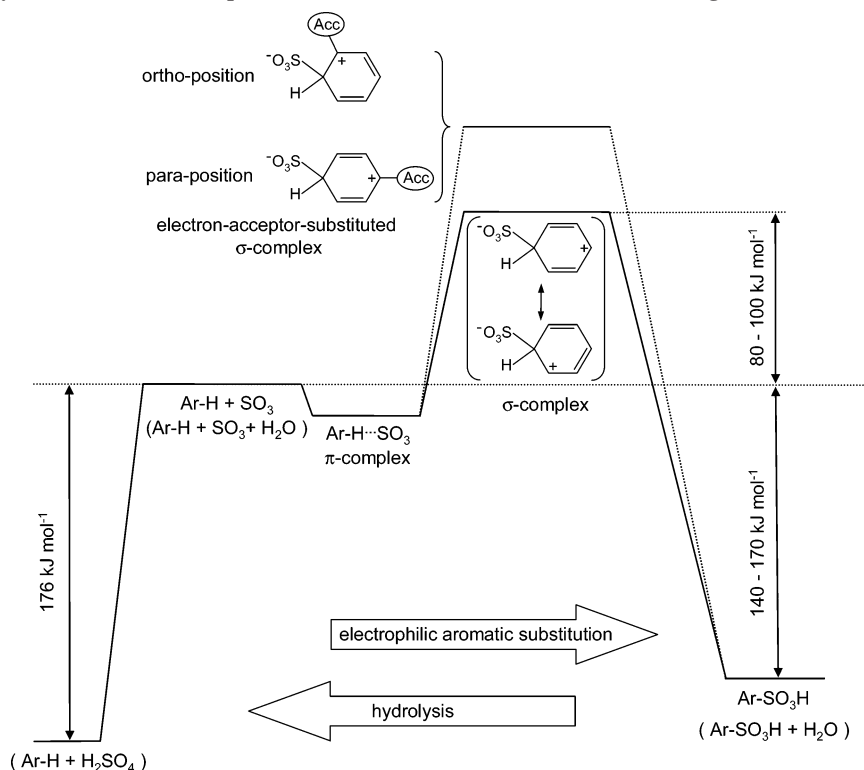 Acc
⁻O₃S
+
H
ortho-position
⁻O₃S
+
Acc
H
para-position
electron-acceptor-substituted
σ-complex
⁻O₃S
+
H
⁻O₃S
H
+
σ-complex
80 - 100 kJ mol⁻¹
Ar-H + SO₃
(Ar-H + SO₃+ H₂O )
Ar-H···SO₃
π-complex
176 kJ mol⁻¹
140 - 170 kJ mol⁻¹
electrophilic aromatic substitution
hydrolysis
Ar-SO₃H
( Ar-SO₃H + H₂O )
( Ar-H + H₂SO₄ )